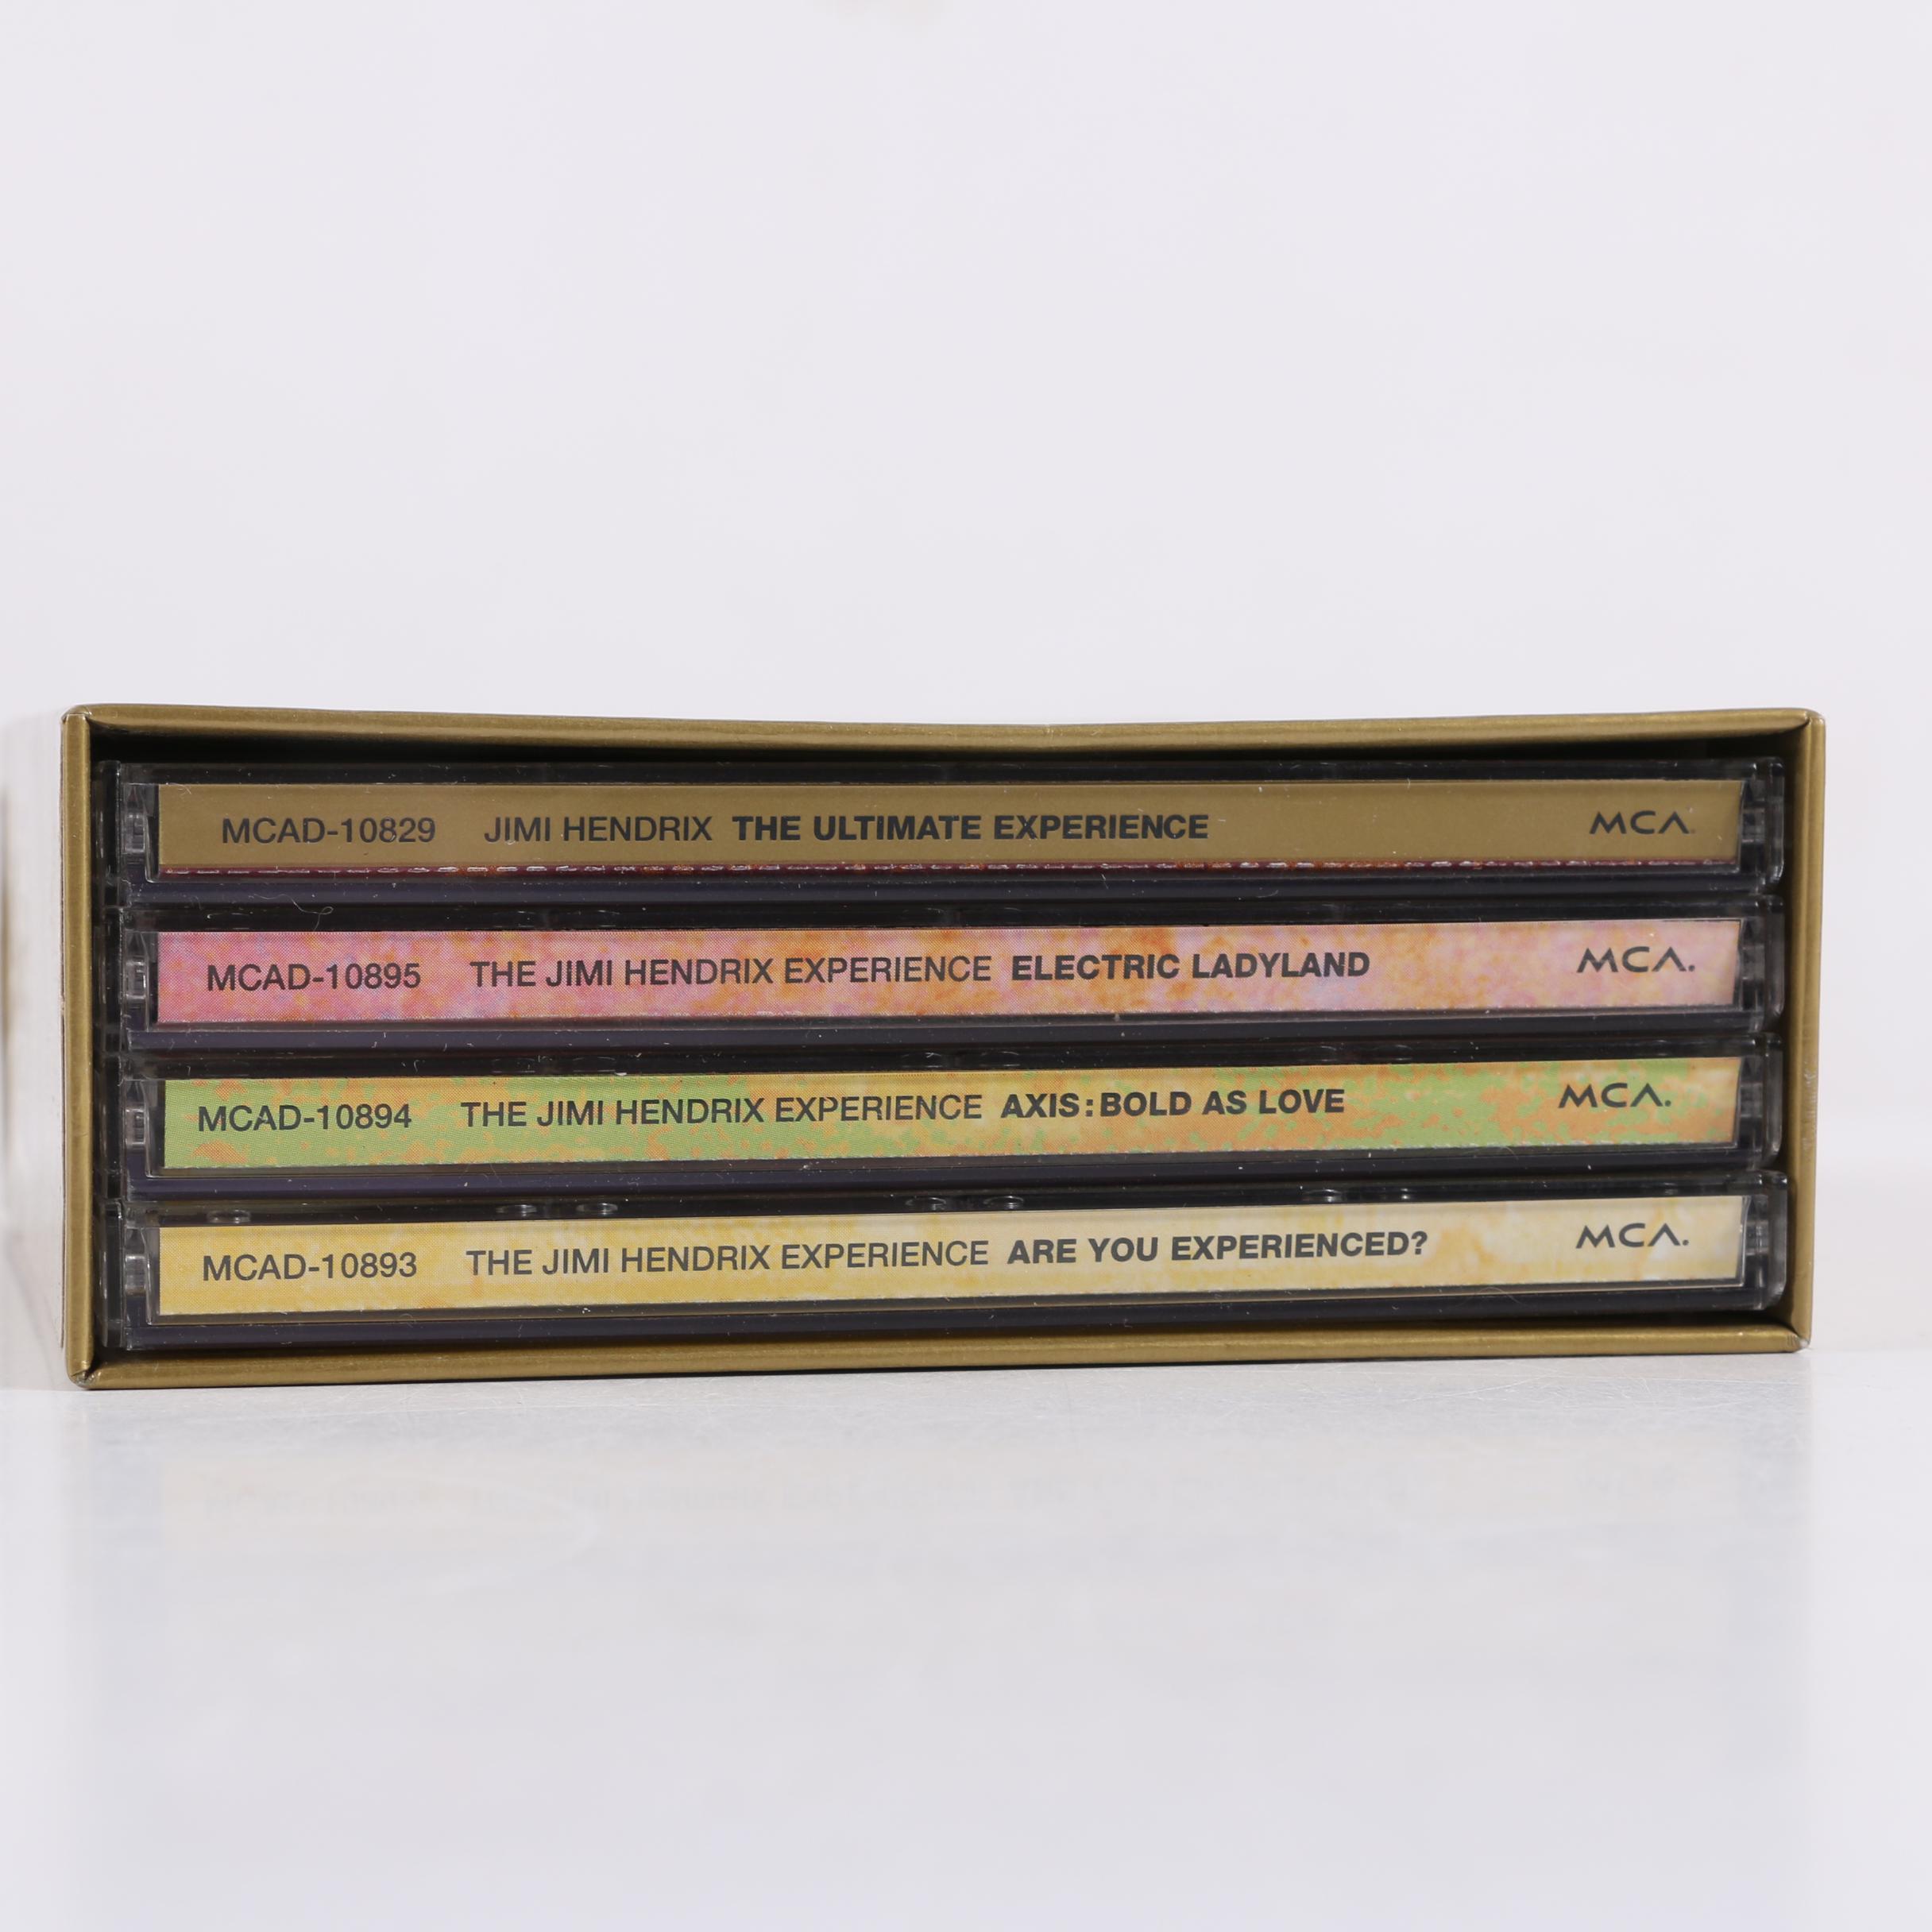 MCAD-10829 JIMI HENDRIX THE ULTIMATE EXPERIENCE MCA.
MCAD-10895 THE JIMI HENDRIX EXPERIENCE ELECTRIC LADYLAND MCA.
MCAD-10894 THE JIMI HENDRIX EXPERIENCE AXIS: BOLD AS LOVE MCA.
MCAD-10893 THE JIMI HENDRIX EXPERIENCE ARE YOU EXPERIENCED? MCA.